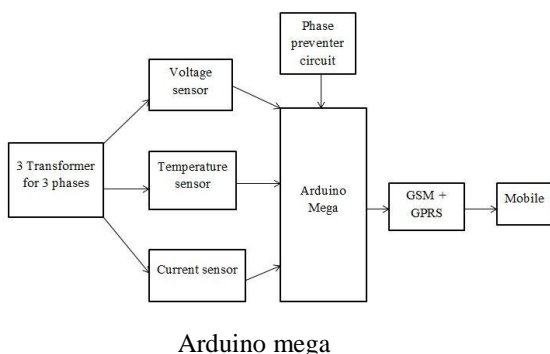 Phase
preventer
circuit
Voltage
sensor
3 Transformer
for 3 phases
Temperature
sensor
Arduino
Mega
GSM +
GPRS
Mobile
Current sensor
Arduino mega